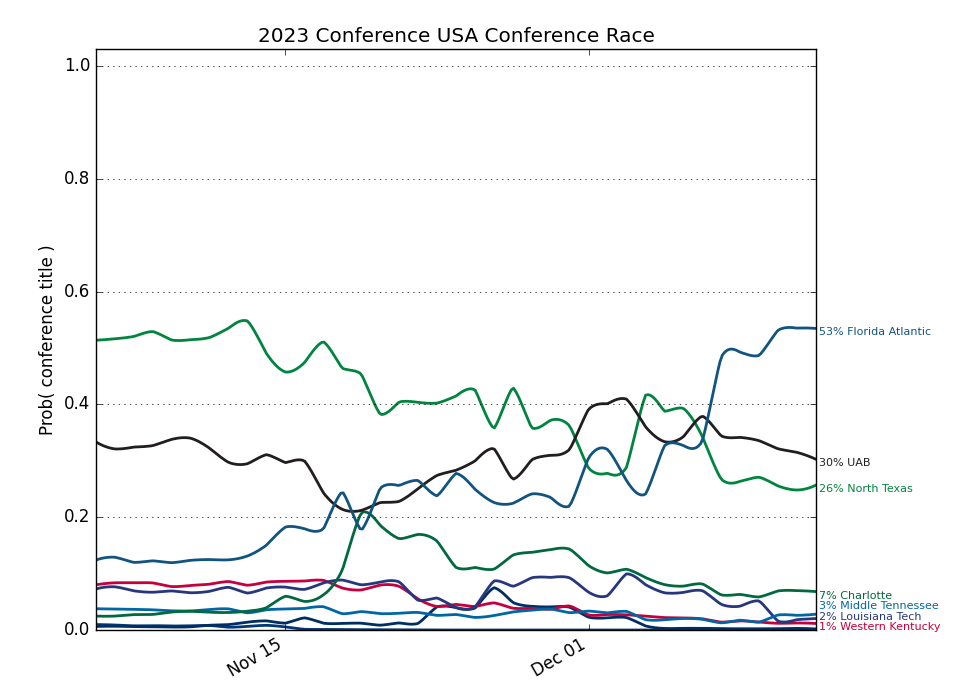 2023 Conference USA Conference Race
Prob( conference title )
1.0
0.8
0.6
0.4
0.2
0.0
Nov 15
Dec 01
53% Florida Atlantic
30% UAB
26% North Texas
7% Charlotte
3% Middle Tennessee
2% Louisiana Tech
1% Western Kentucky